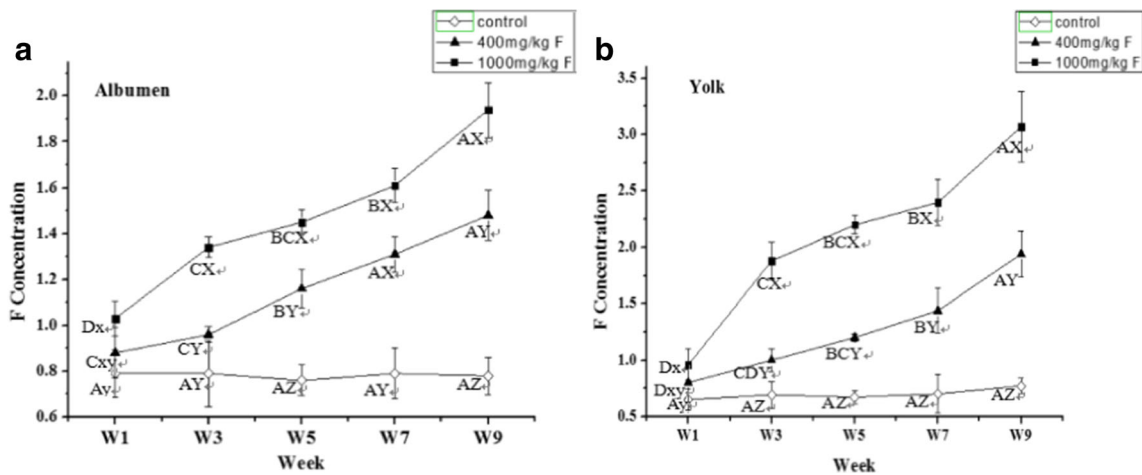 a
control
400mg/kg F
1000mg/kg F
Albumen
F Concentration
2.0
1.8
1.6
1.4
1.2
1.0
0.8
0.6
Dx↵
Cxy↵
Ay↵
CX↵
CY↵
AY↵
BCX↵
BY↵
AZ↵
BX↵
AX↵
AY↵
AX↵
AY↵
AZ↵
W1 W3 W5 W7 W9
Week
b
control
400mg/kg F
1000mg/kg F
Yolk
F Concentration
3.5
3.0
2.5
2.0
1.5
1.0
0.5
Dx↵
Dxy↵
Ay↵
CX↵
CDY↵
AZ↵
BCX↵
BCY↵
AZ↵
BX↵
BY↵
AZ↵
AX↵
AY↵
AZ↵
W1 W3 W5 W7 W9
Week